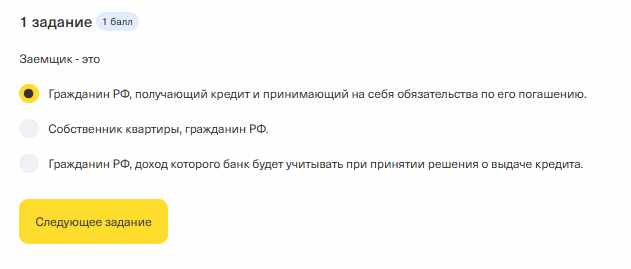 1 задание 1 балл
Заемщик - это
Гражданин РФ, получающий кредит и принимающий на себя обязательства по его погашению.
Собственник квартиры, гражданин РФ.
Гражданин РФ, доход которого банк будет учитывать при принятии решения о выдаче кредита.
Следующее задание